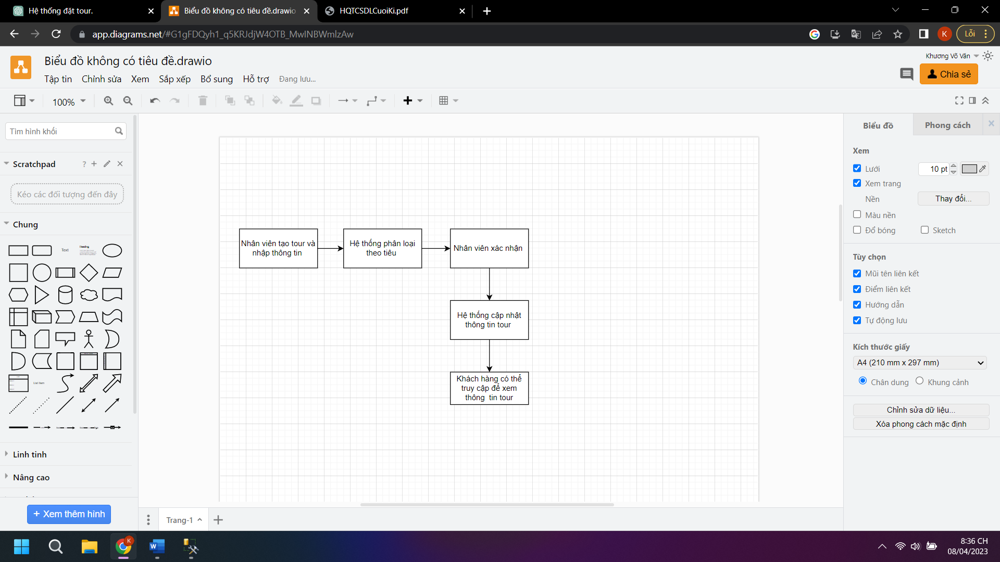 Hệ thống đặt tour.
Biểu đồ không có tiêu đề.drawio
HQTCSDLCuoiKi.pdf
app.diagrams.net/#G1gFDQyh1_q5KRJdjW4OTB_MwINBWmlzAw
K
Lỗi
Biểu đồ không có tiêu đề.drawio
Khương Võ Văn
Tập tin
Chỉnh sửa
Xem
Sắp xếp
Bổ sung
Hỗ trợ
Đang lưu...
Chia sẻ
100%
Tìm hình khối
Scratchpad
?
Kéo các đối tượng đến đây
Chung
Text
Heading
List Item
Linh tinh
Nâng cao
+ Xem thêm hình
Nhân viên tạo tour và
nhập thông tin
Hệ thống phân loại
theo tiêu
Nhân viên xác nhận
Hệ thống cập nhật
thông tin tour
Khách hàng có thể
truy cập để xem
thông tin tour
Trang-1
Biểu đồ
Phong cách
Xem
Lưới
10 pt
Xem trang
Nền
Thay đổi...
Màu nền
Đổ bóng
Sketch
Tùy chọn
Mũi tên liên kết
Điểm liên kết
Hướng dẫn
Tự động lưu
Kích thước giấy
A4 (210 mm x 297 mm)
Chân dung
Khung cảnh
Chỉnh sửa dữ liệu...
Xóa phong cách mặc định
K
W
8:36 CH
08/04/2023